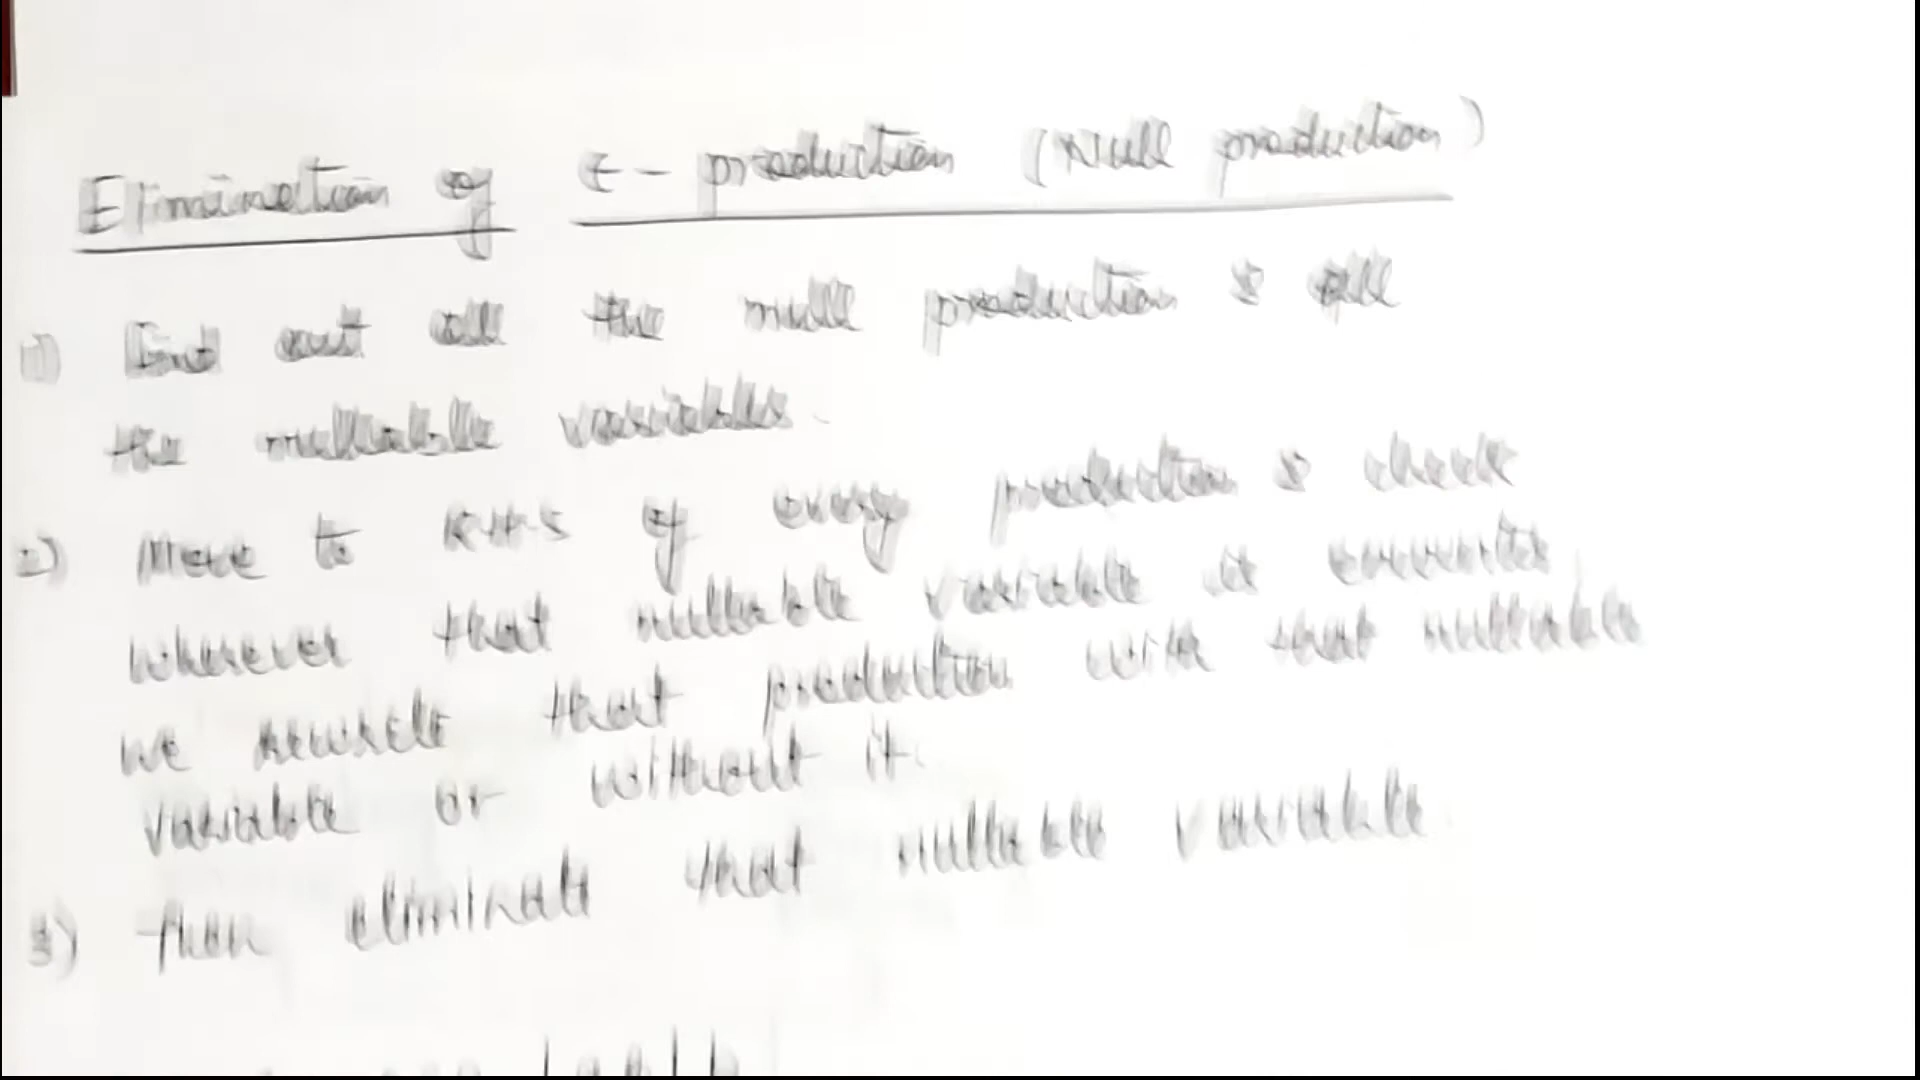 Elimination of ε- production (Null production)
1) Find out all the null production & all
the nullable variables.
2) Move to R.H.S of every production & check
wherever that nullable variable is
we rewrite that production with that nullable
variable or without it.
3) Then eliminate that nullable variable.